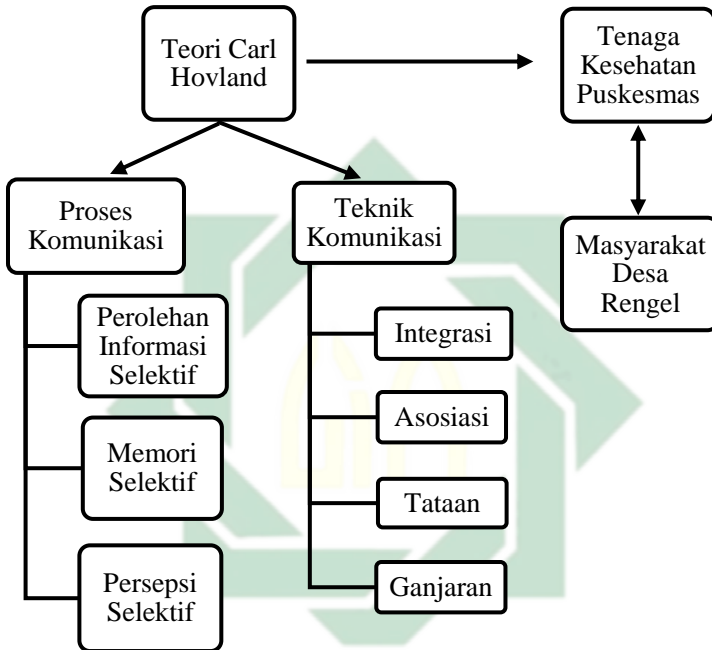 Teori Carl
Hovland
Tenaga
Kesehatan
Puskesmas
Proses
Komunikasi
Teknik
Komunikasi
Masyarakat
Desa
Rengel
Perolehan
Informasi
Selektif
Memori
Selektif
Persepsi
Selektif
Integrasi
Asosiasi
Tataan
Ganjaran